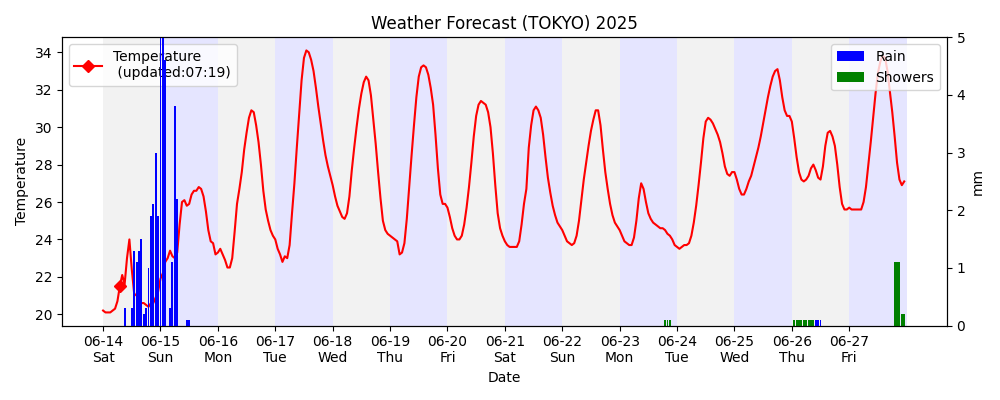 Weather Forecast (TOKYO) 2025
Temperature
(updated:07:19)
Rain
Showers
Temperature
34
32
30
28
26
24
22
20
5
4
3
2
1
0
mm
06-14 06-15 06-16 06-17 06-18 06-19 06-20 06-21 06-22 06-23 06-24 06-25 06-26 06-27
Sat Sun Mon Tue Wed Thu Fri Sat Sun Mon Tue Wed Thu Fri
Date